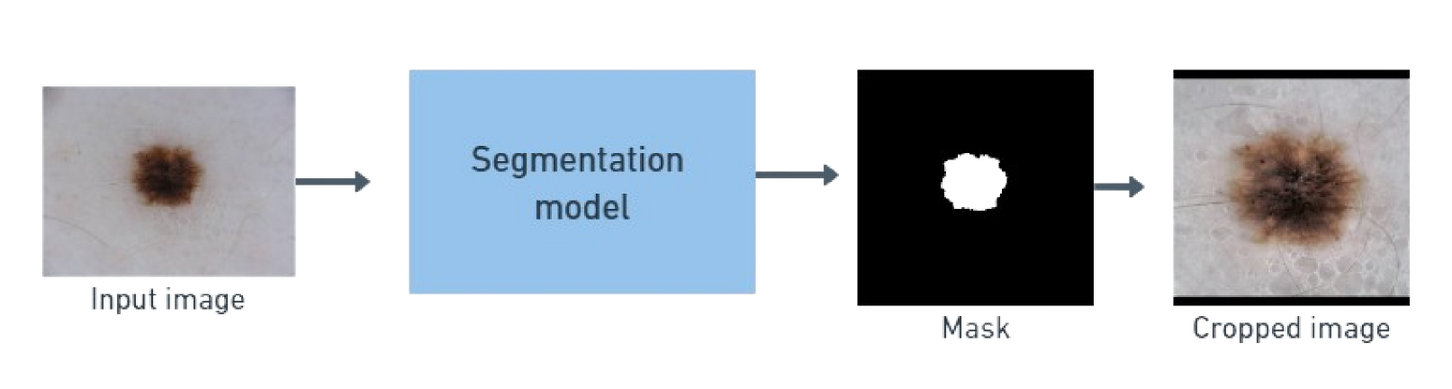 Segmentation
model
Input image
Mask
Cropped image